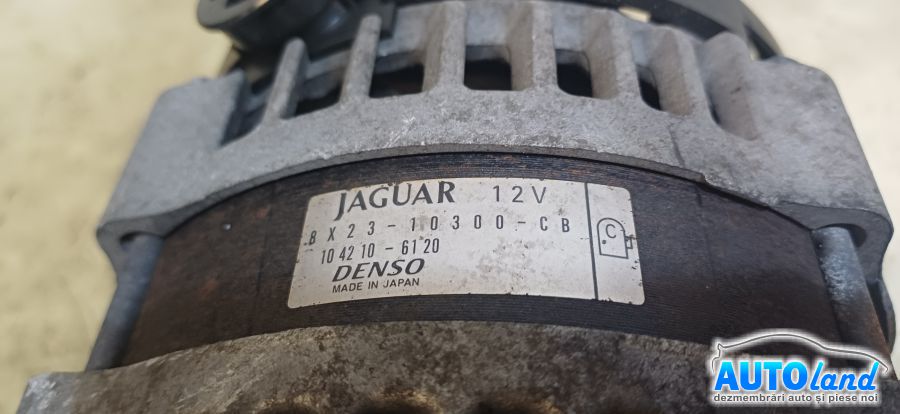 JAGUAR 12V
8X23-10300-CB
104210-6120
DENSO
MADE IN JAPAN
C
AUTOland
dezmembrări auto și piese noi